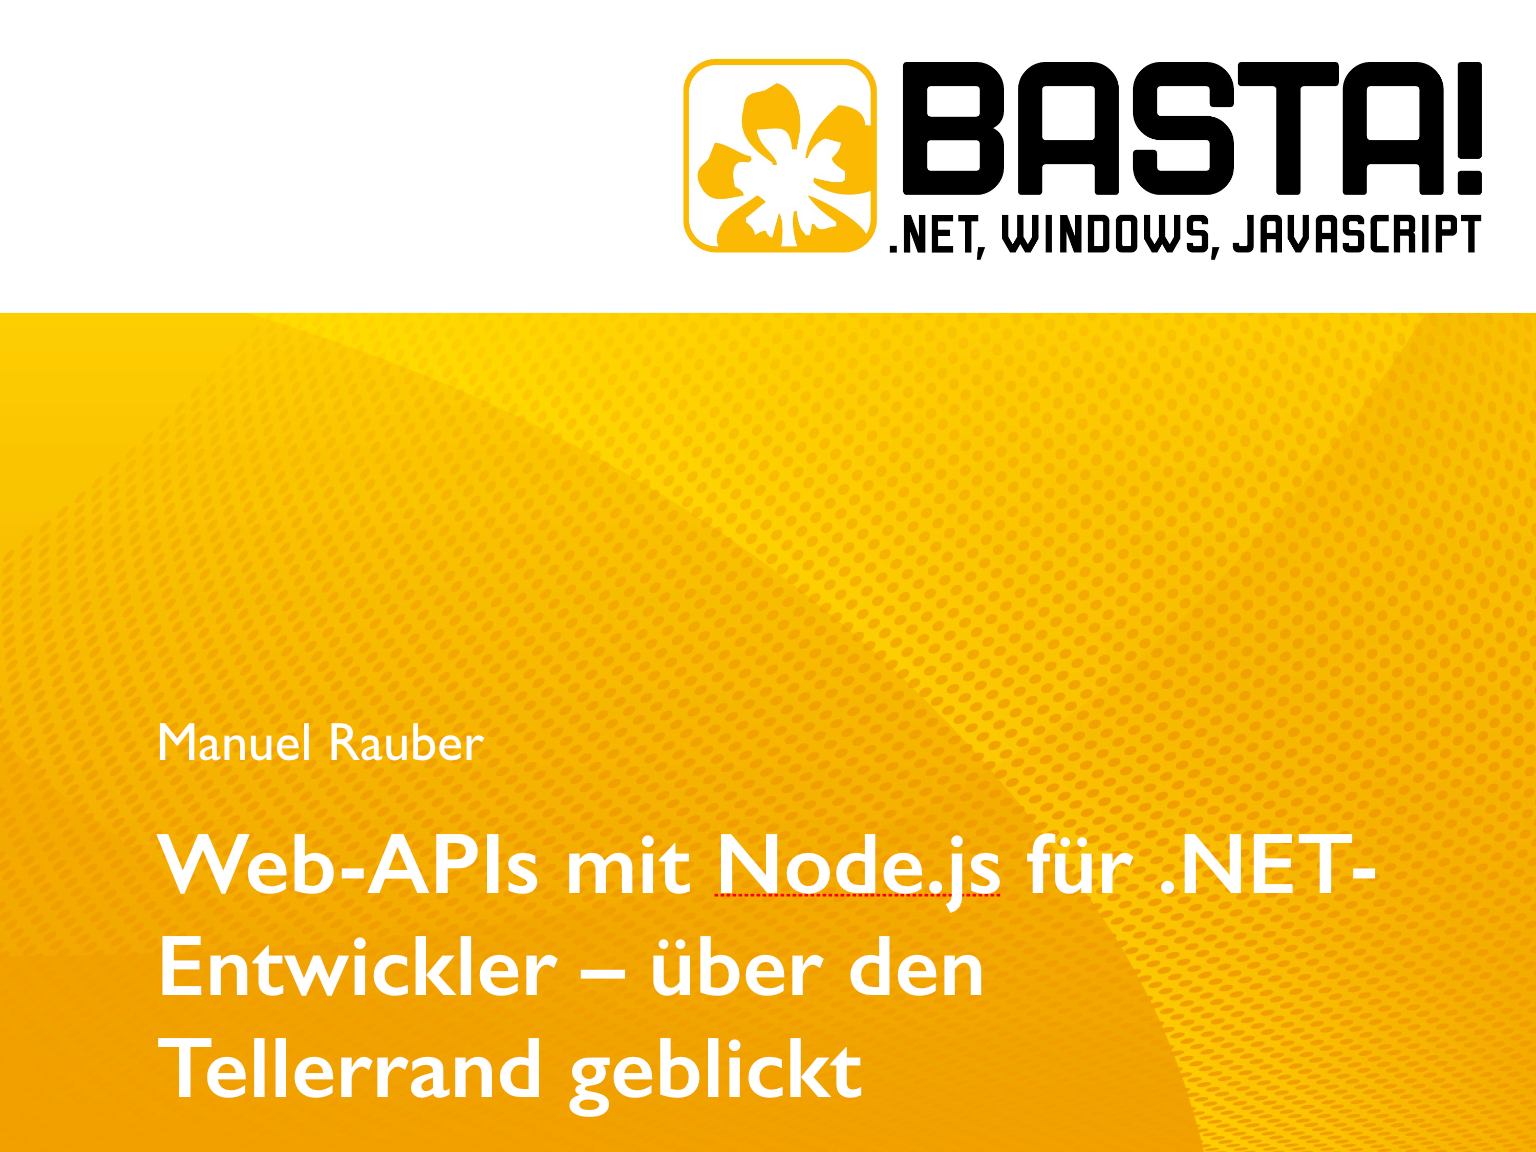 BASTA!
.NET, WINDOWS, JAVASCRIPT
Manuel Rauber
Web-APIs mit Node.js für .NET-
Entwickler – über den
Tellerrand geblickt